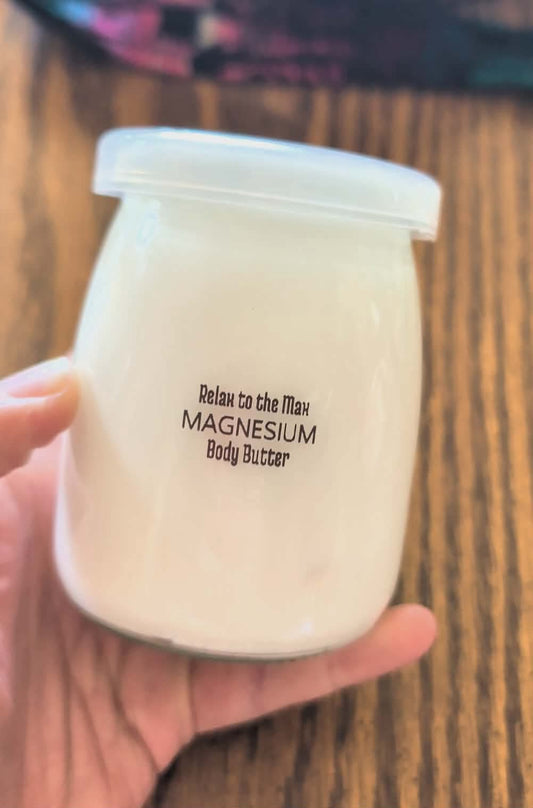 Relax to the Max
MAGNESIUM
Body Butter